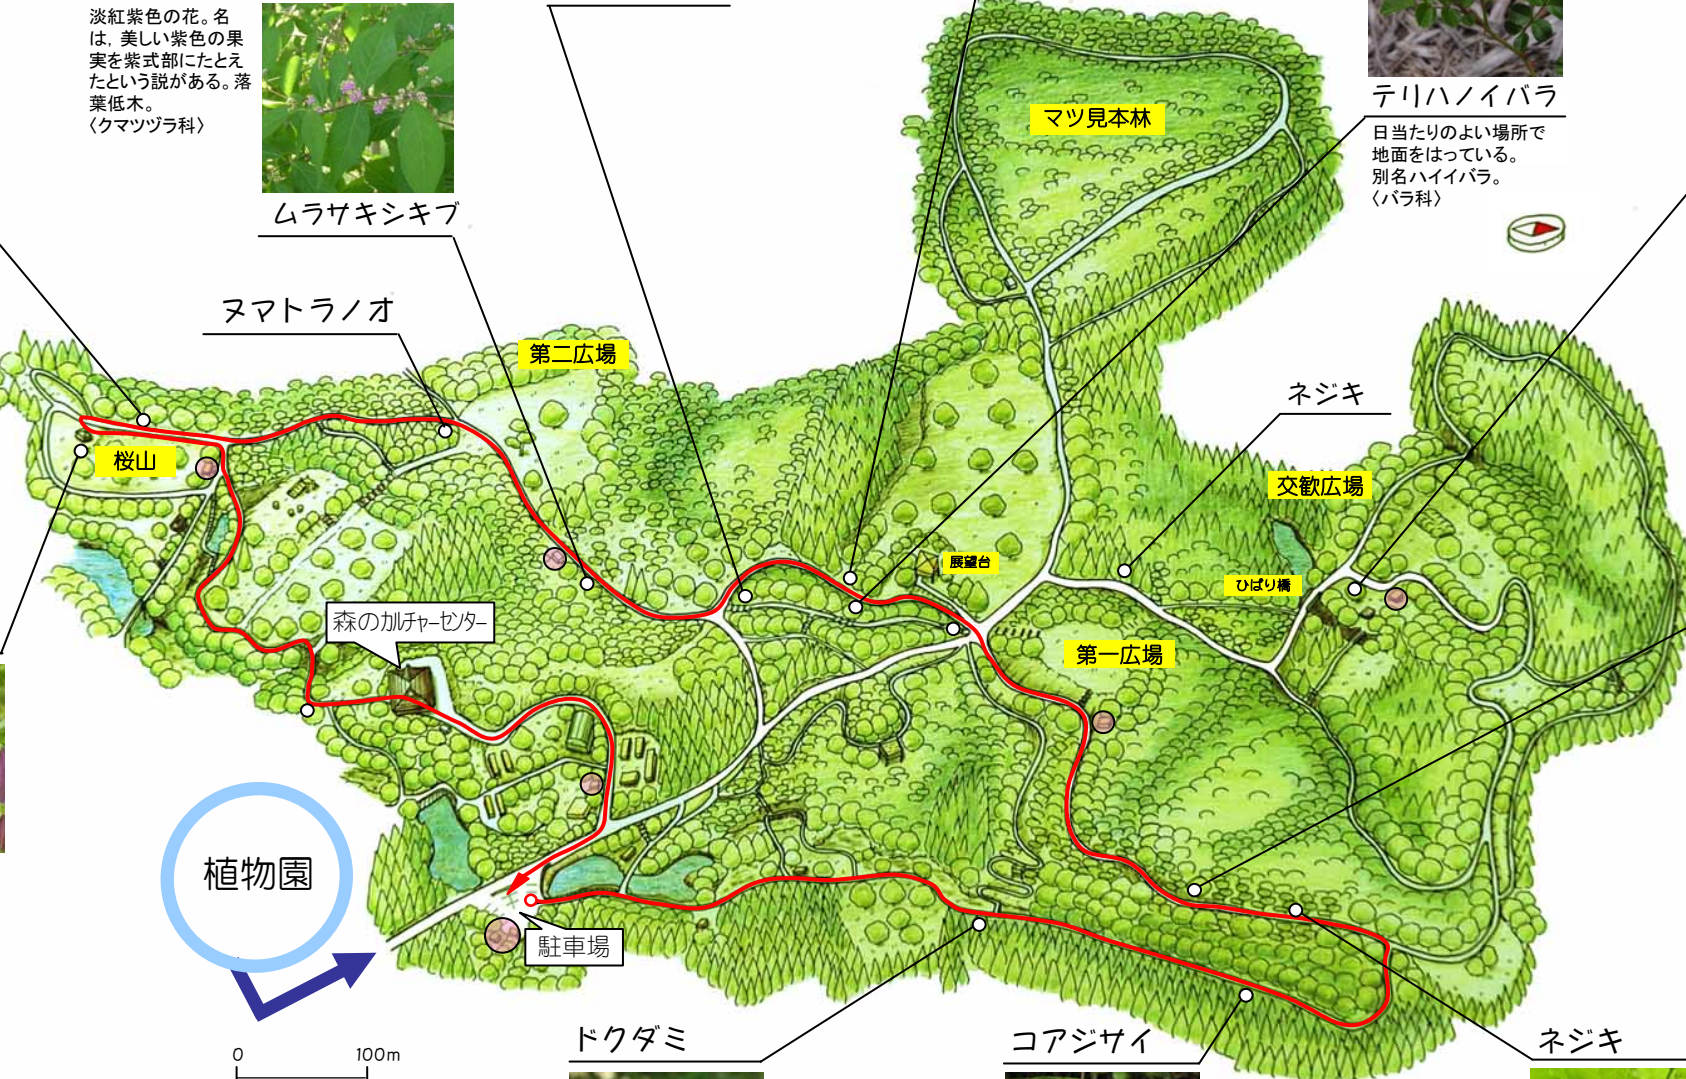 淡紅紫色の花。名
は，美しい紫色の果
実を紫式部にたとえ
たという説がある。落
葉低木。
〈クマツヅラ科〉
ムラサキシキブ
テリハノイバラ
日当たりのよい場所で
地面をはっている。
別名ハイイバラ。
〈バラ科〉
マツ見本林
ヌマトラノオ
第二広場
ネジキ
桜山
交歓広場
展望台
ひばり橋
森のカルチャーセンター
第一広場
植物園
駐車場
ドクダミ
コアジサイ
ネジキ
0 100m